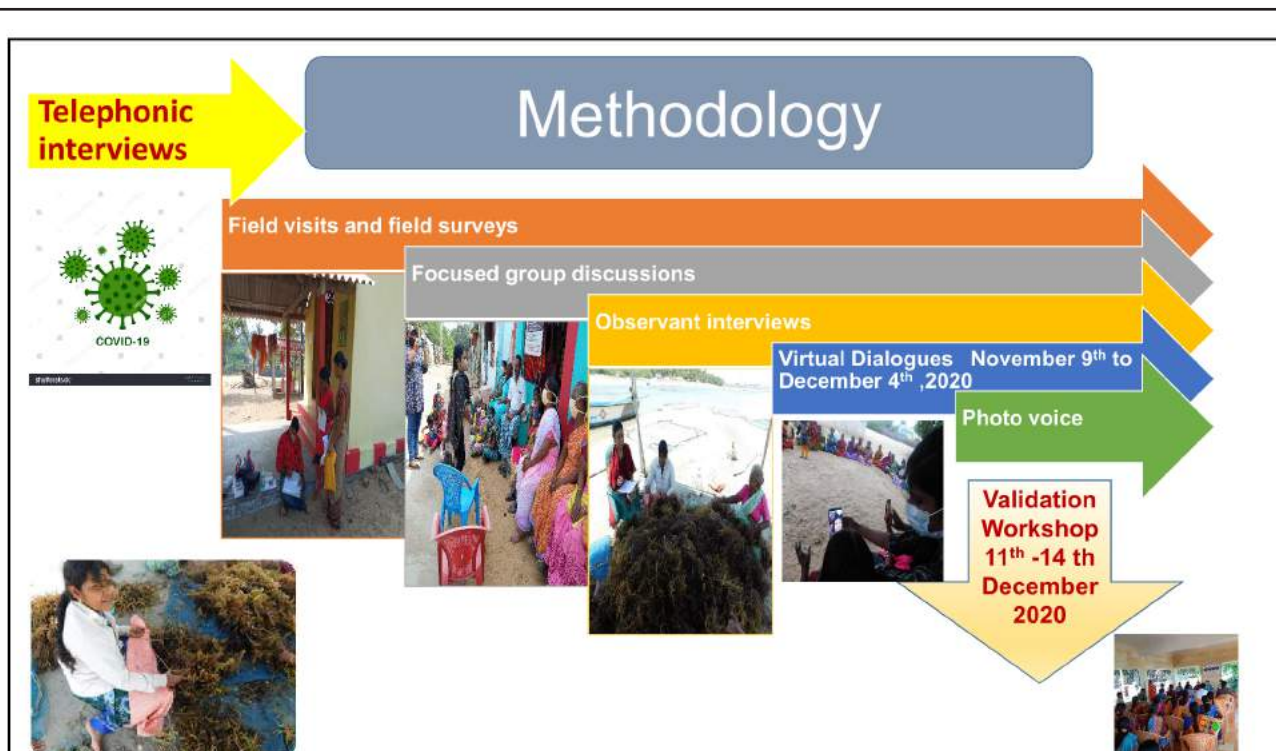 Telephonic
interviews
Methodology
COVID-19
shutterstock
Field visits and field surveys
Focused group discussions
Observant interviews
Virtual Dialogues November 9th to
December 4th ,2020
Photo voice
Validation
Workshop
11th -14 th
December
2020